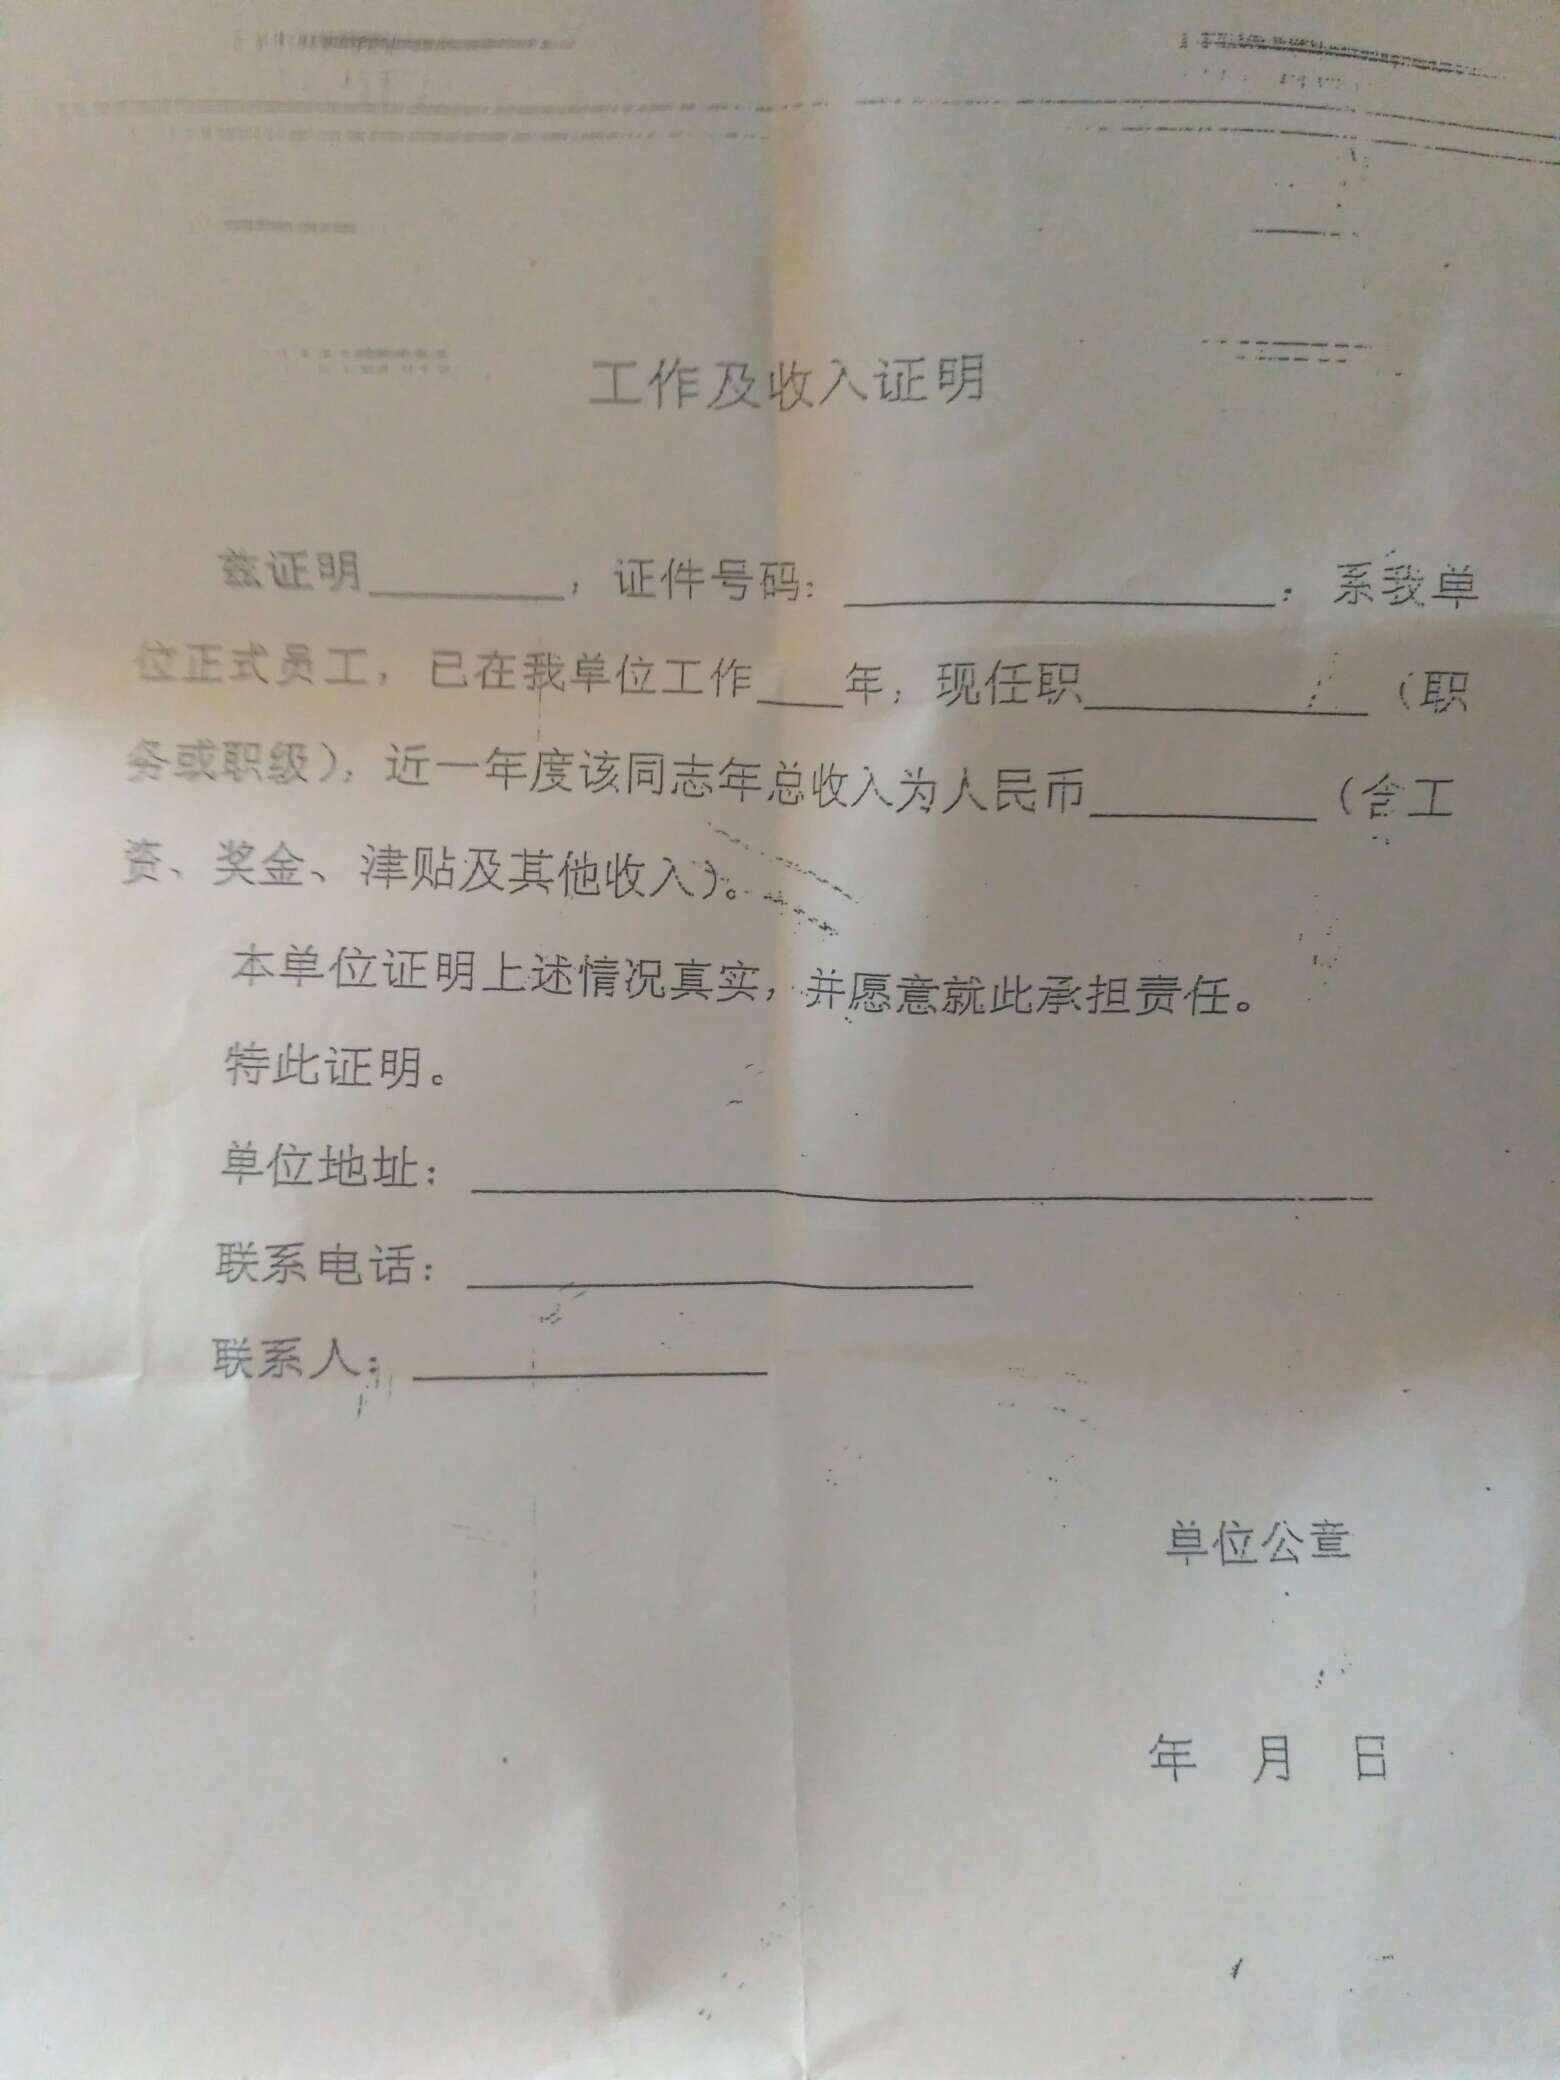 工作及收入证明
兹证明________，证件号码：__________________，系我单
位正式员工，已在我单位工作____年，现任职____________（职
务或职级），近一年度该同志年总收入为人民币__________（含工
资、奖金、津贴及其他收入）。
本单位证明上述情况真实，并愿意就此承担责任。
特此证明。
单位地址：______________________________________
联系电话：______________________
联系人：________________
单位公章
年 月 日